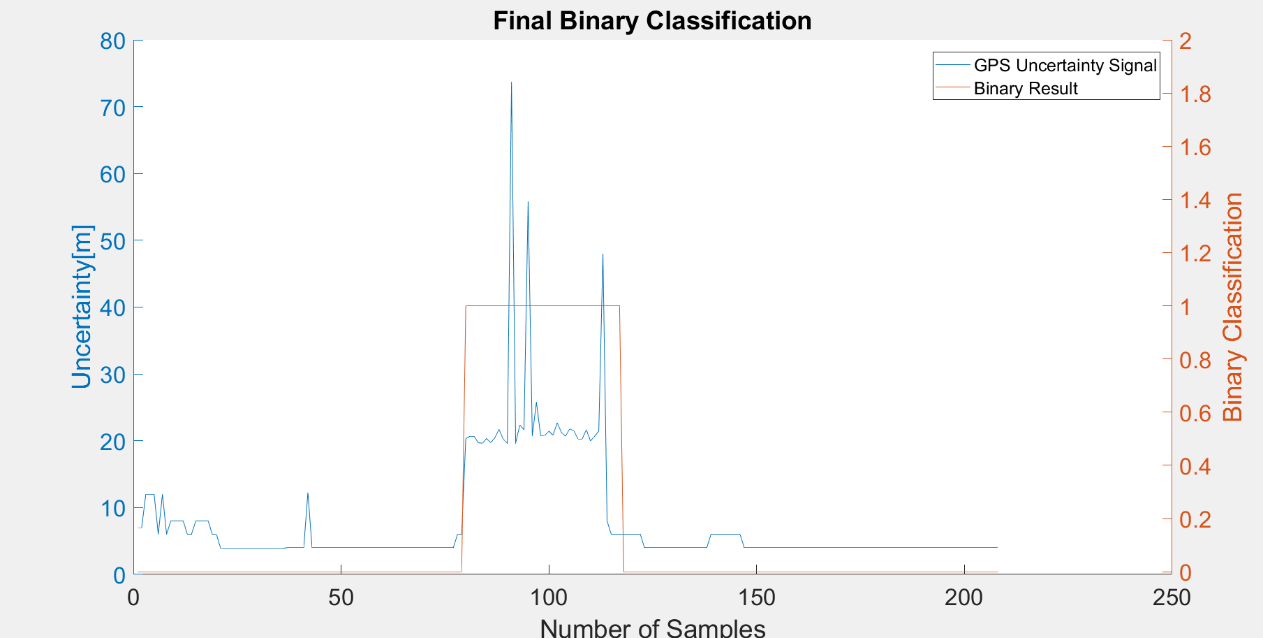 Final Binary Classification
GPS Uncertainty Signal
Binary Result
80
70
60
50
40
30
20
10
0
Uncertainty[m]
2
1.8
1.6
1.4
1.2
1
0.8
0.6
0.4
0.2
0
Binary Classification
0 50 100 150 200 250
Number of Samples